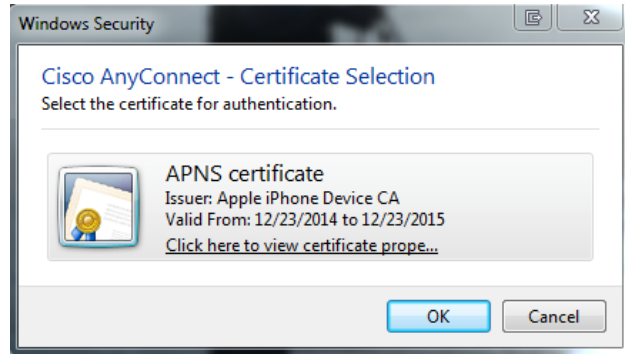 Windows Security
Cisco AnyConnect - Certificate Selection
Select the certificate for authentication.
APNS certificate
Issuer: Apple iPhone Device CA
Valid From: 12/23/2014 to 12/23/2015
Click here to view certificate prope...
OK
Cancel